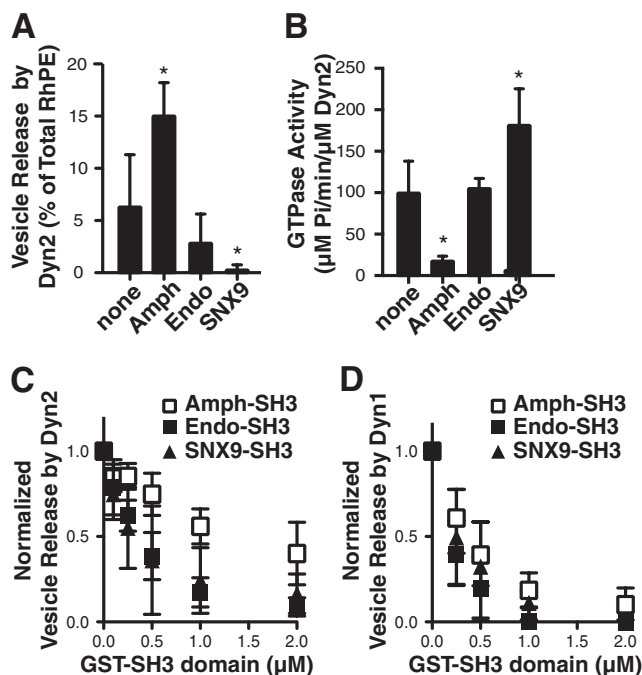 A
Vesicle Release by
Dyn2 (% of Total RhPE)
20
15
10
5
0
*
*
none
Amph
Endo
SNX9
B
GTPase Activity
(µM Pi/min/µM Dyn2)
250
200
150
100
50
0
*
*
none
Amph
Endo
SNX9
C
Normalized
Vesicle Release by Dyn2
Amph-SH3
Endo-SH3
SNX9-SH3
1.0
0.5
0.0
0.0 0.5 1.0 1.5 2.0
GST-SH3 domain (µM)
D
Normalized
Vesicle Release by Dyn1
Amph-SH3
Endo-SH3
SNX9-SH3
1.0
0.5
0.0
0.0 0.5 1.0 1.5 2.0
GST-SH3 domain (µM)